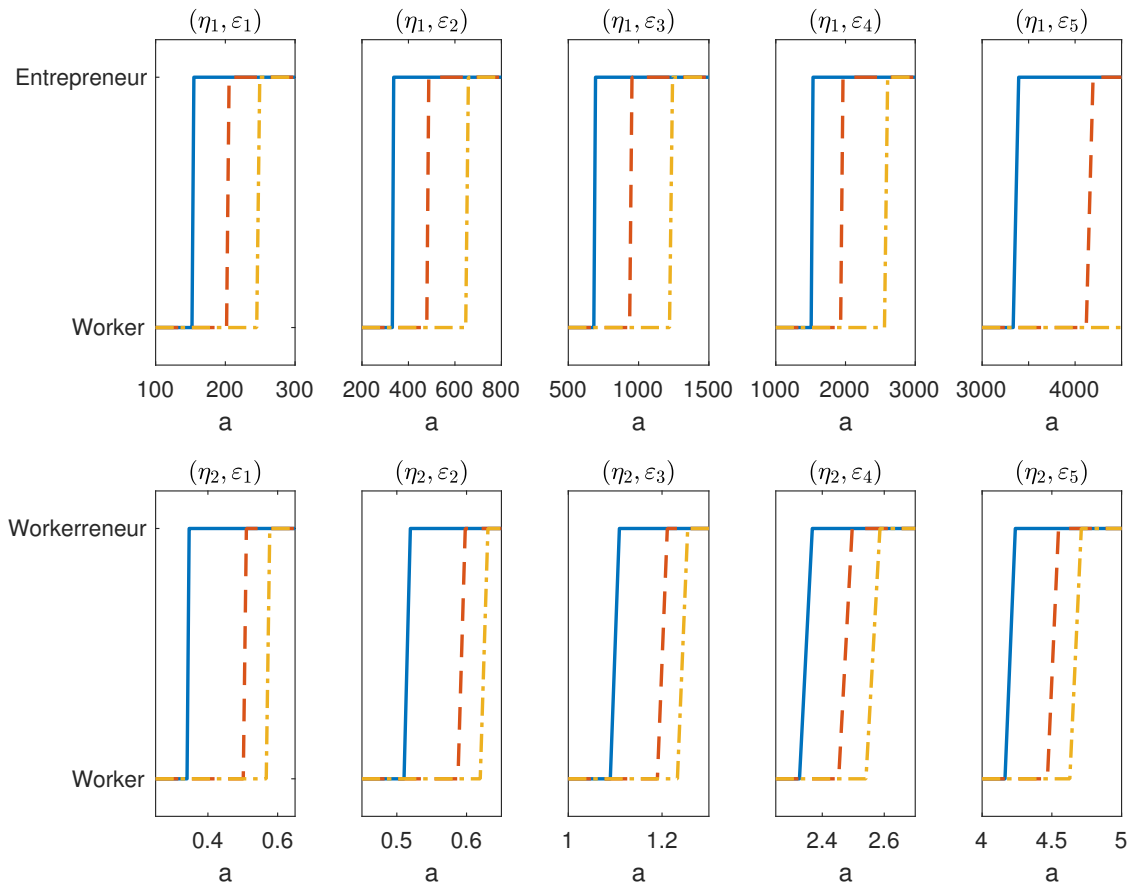 (η₁, ε₁) (η₁, ε₂) (η₁, ε₃) (η₁, ε₄) (η₁, ε₅)
Entrepreneur
Worker
100 200 300 200 400 600 800 500 1000 1500 1000 2000 3000 3000 4000
a a a a a
(η₂, ε₁) (η₂, ε₂) (η₂, ε₃) (η₂, ε₄) (η₂, ε₅)
Workerreneur
Worker
0.4 0.6 0.5 0.6 1 1.2 2.4 2.6 4 4.5 5
a a a a a